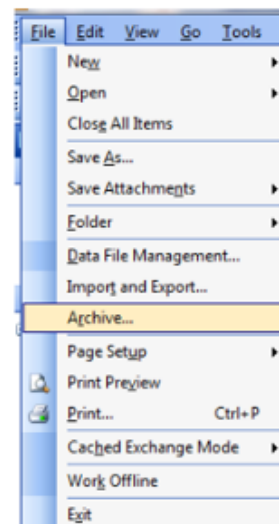 File Edit View Go Tools
New
Open
Close All Items
Save As...
Save Attachments
Folder
Data File Management...
Import and Export...
Archive...
Page Setup
Print Preview
Print... Ctrl+P
Cached Exchange Mode
Work Offline
Exit